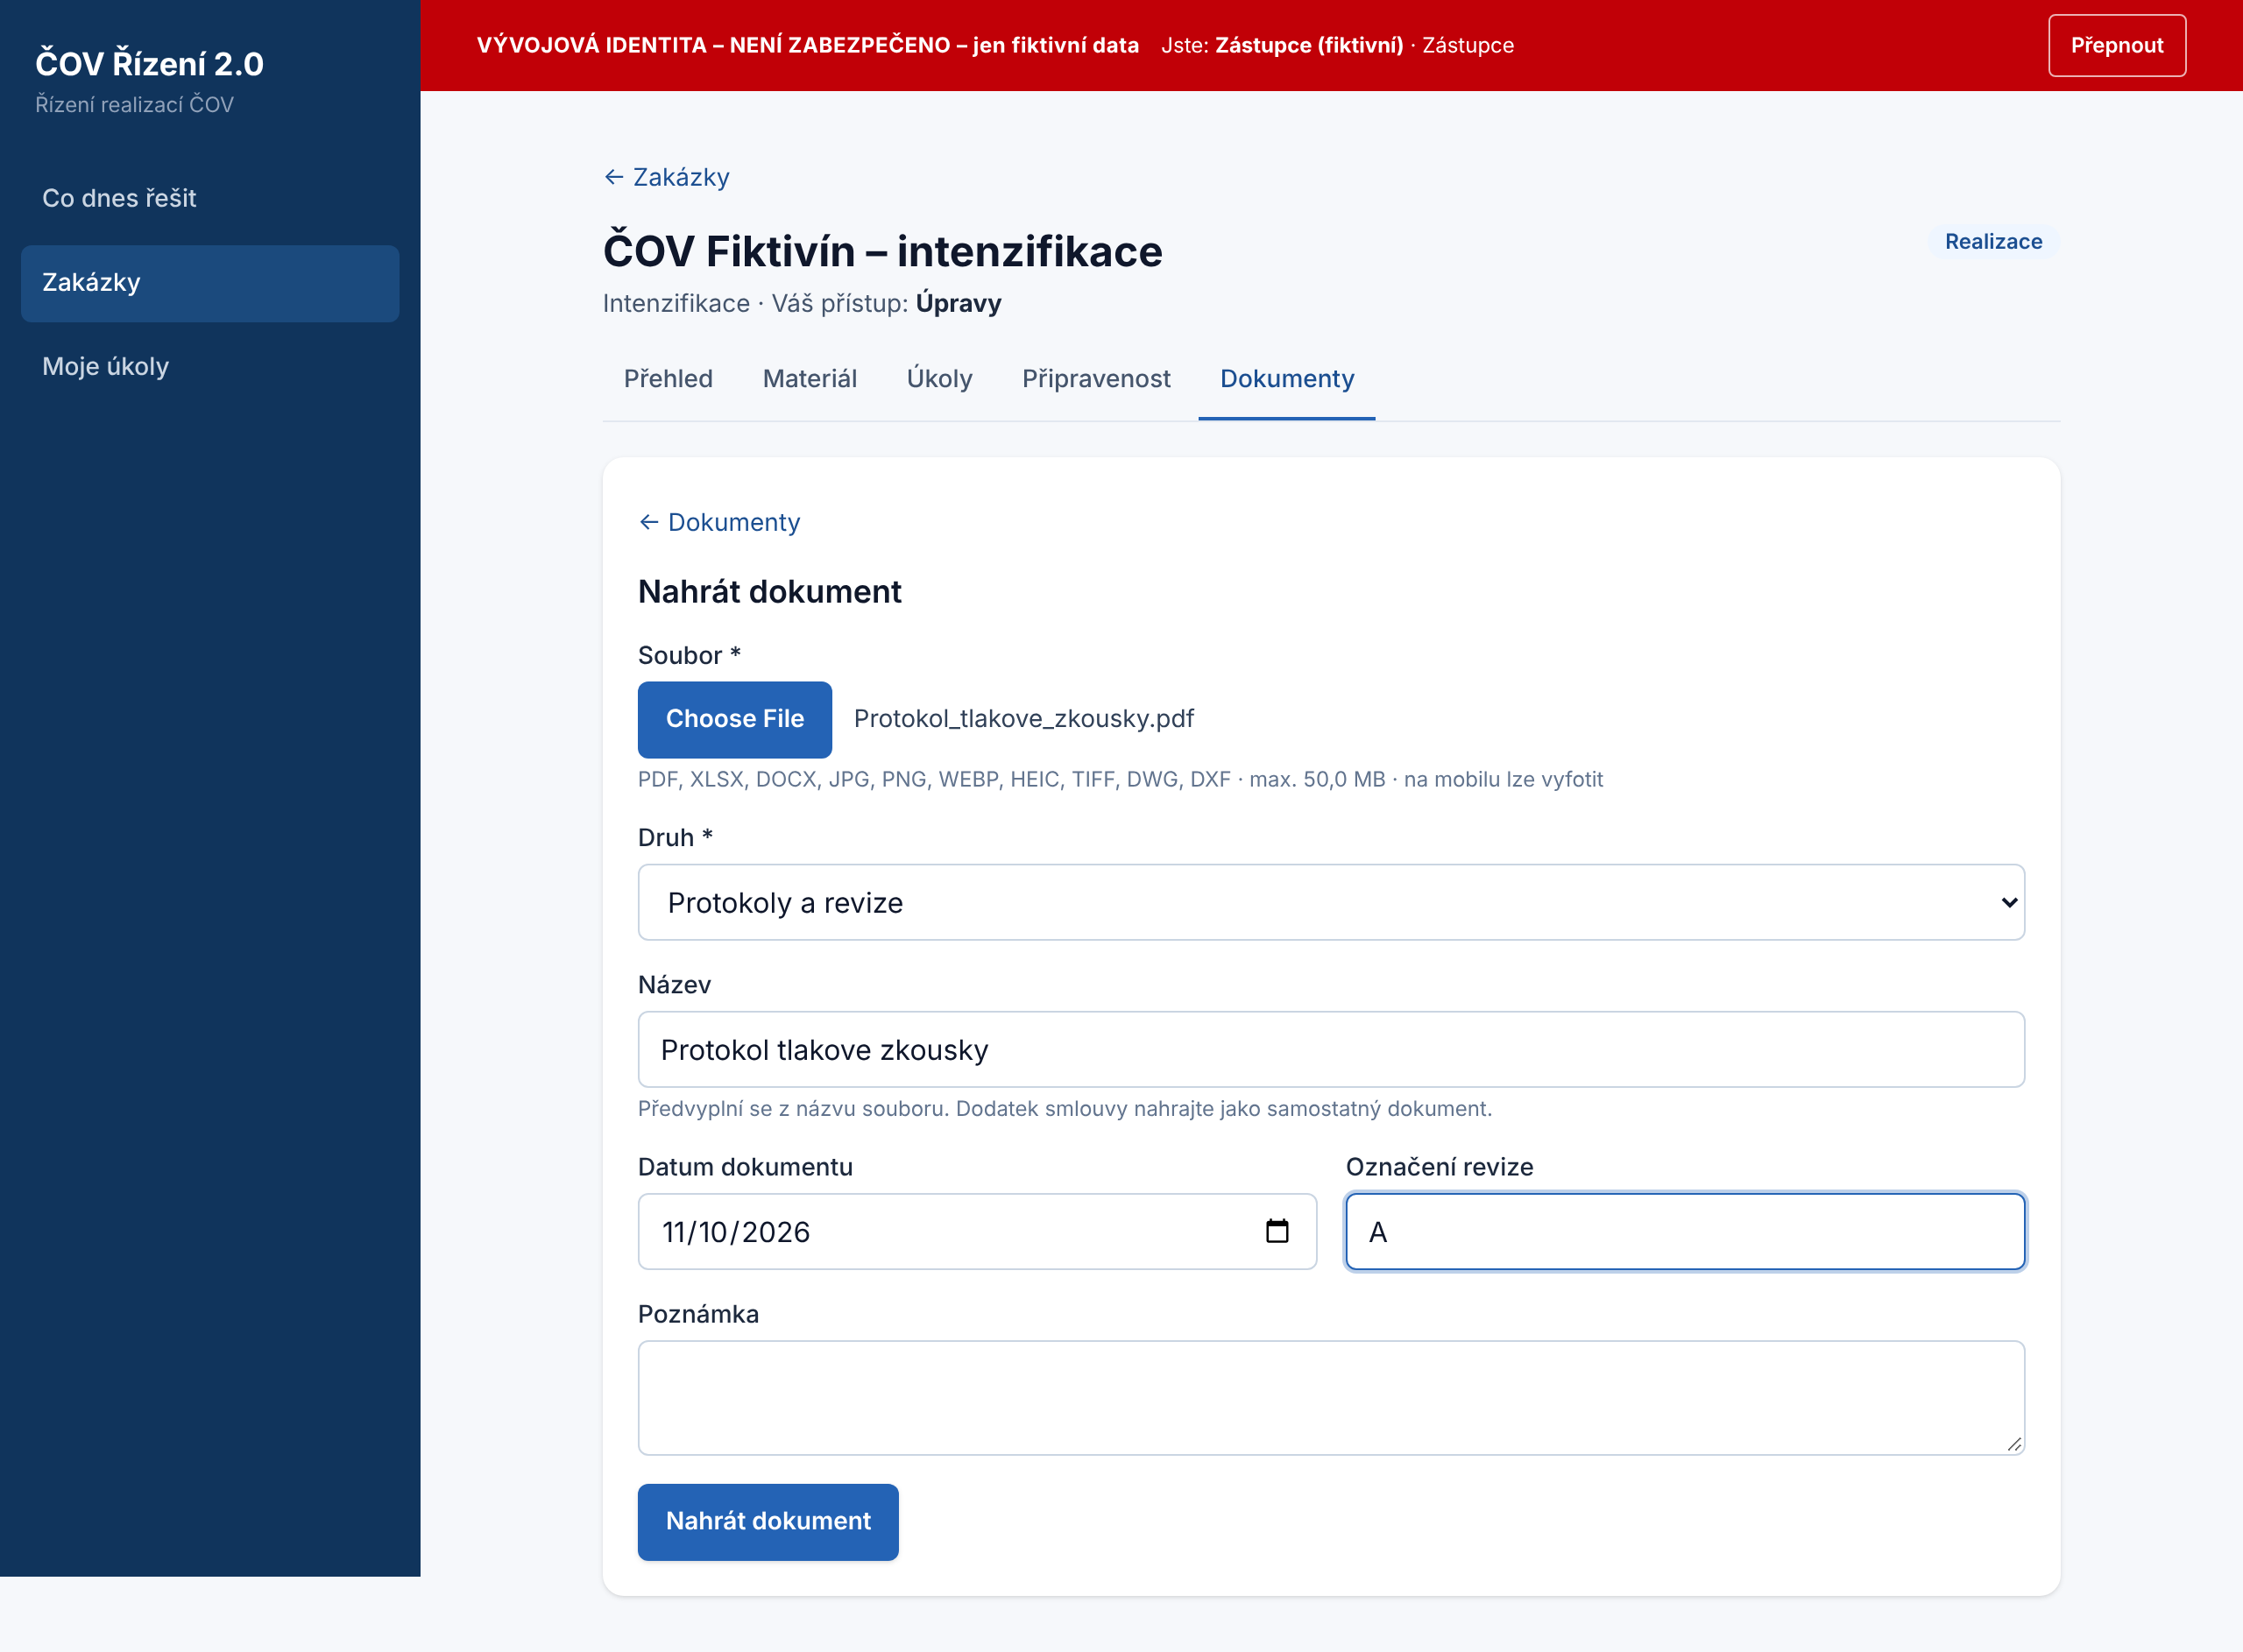 ČOV Řízení 2.0
Řízení realizací ČOV
Co dnes řešit
Zakázky
Moje úkoly
VÝVOJOVÁ IDENTITA – NENÍ ZABEZPEČENO – jen fiktivní data Jste: Zástupce (fiktivní) · Zástupce
Přepnout
← Zakázky
ČOV Fiktivín – intenzifikace
Realizace
Intenzifikace · Váš přístup: Úpravy
Přehled Materiál Úkoly Připravenost Dokumenty
← Dokumenty
Nahrát dokument
Soubor *
Choose File Protokol_tlakove_zkousky.pdf
PDF, XLSX, DOCX, JPG, PNG, WEBP, HEIC, TIFF, DWG, DXF · max. 50,0 MB · na mobilu lze vyfotit
Druh *
Protokoly a revize
Název
Protokol tlakove zkousky
Předvyplní se z názvu souboru. Dodatek smlouvy nahrajte jako samostatný dokument.
Datum dokumentu Označení revize
11/10/2026 A
Poznámka
Nahrát dokument